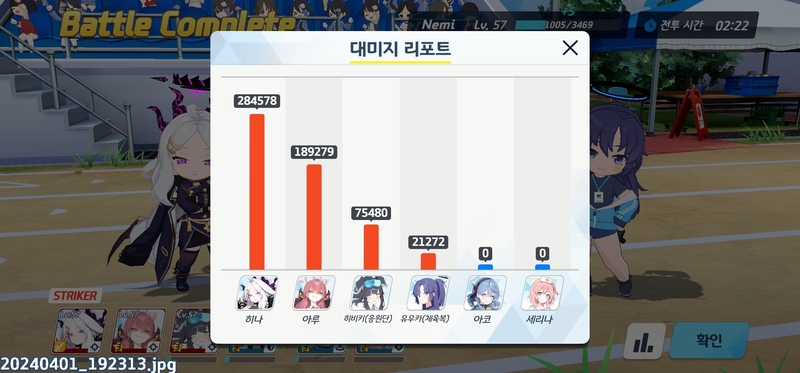 Battle Complete
Nemi Lv. 57 1005/3469
전투 시간 02:22
대미지 리포트
284578
189279
75480
21272
0
0
히나 아루 히비키(응원단) 유우카(체육복) 아코 세리나
STRIKER
확인
20240401_192313.jpg